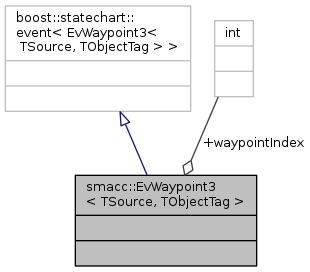 boost::statechart::
event< EvWaypoint3<
TSource, TObjectTag > >
int
+waypointIndex
smacc::EvWaypoint3
< TSource, TObjectTag >